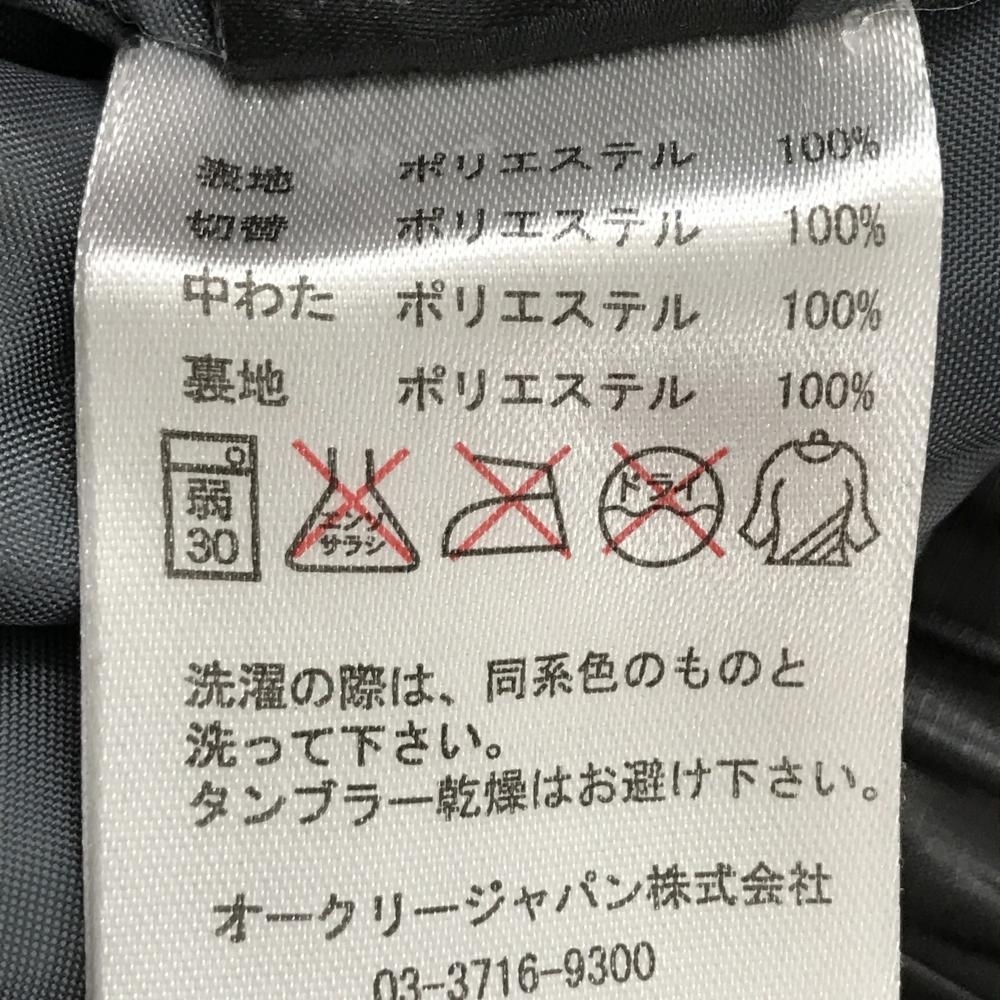 表地 ポリエステル 100%
切替 ポリエステル 100%
中わた ポリエステル 100%
裏地 ポリエステル 100%
弱
30
エンソ
サラシ
ドライ
洗濯の際は、同系色のものと
洗って下さい。
タンブラー乾燥はお避け下さい。
オークリージャパン株式会社
03-3716-9300